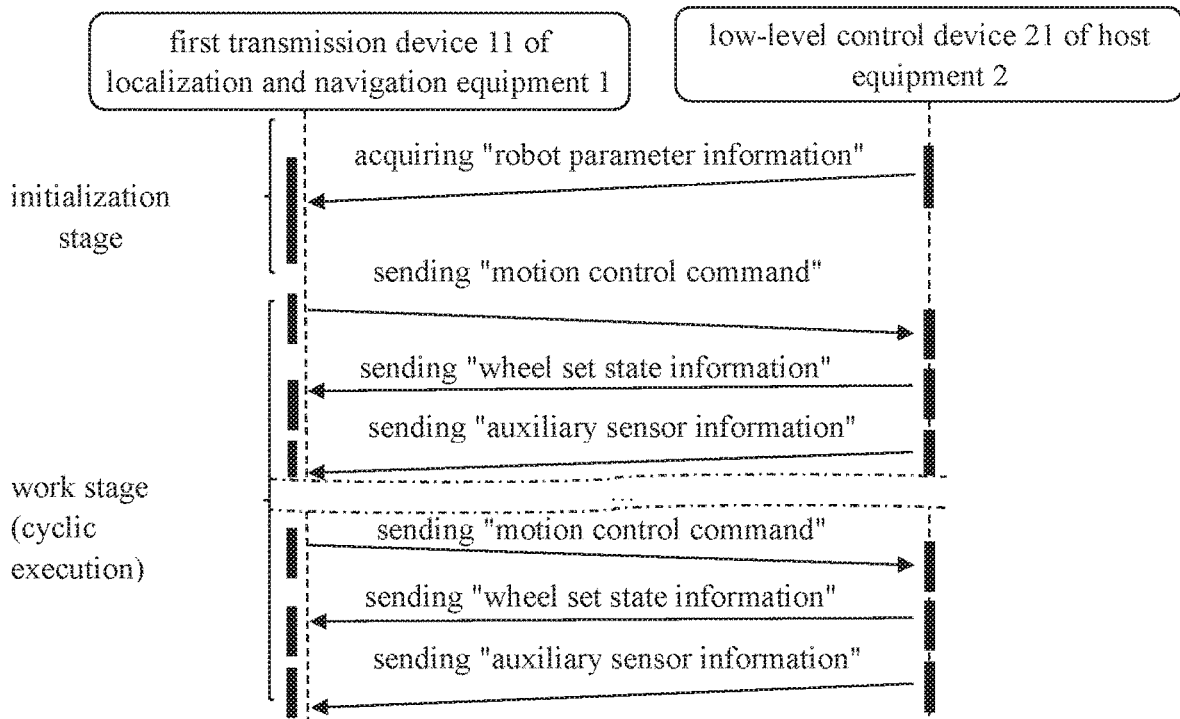 first transmission device 11 of
localization and navigation equipment 1
low-level control device 21 of host
equipment 2
initialization
stage
acquiring "robot parameter information"
sending "motion control command"
sending "wheel set state information"
sending "auxiliary sensor information"
...
work stage
(cyclic
execution)
sending "motion control command"
sending "wheel set state information"
sending "auxiliary sensor information"